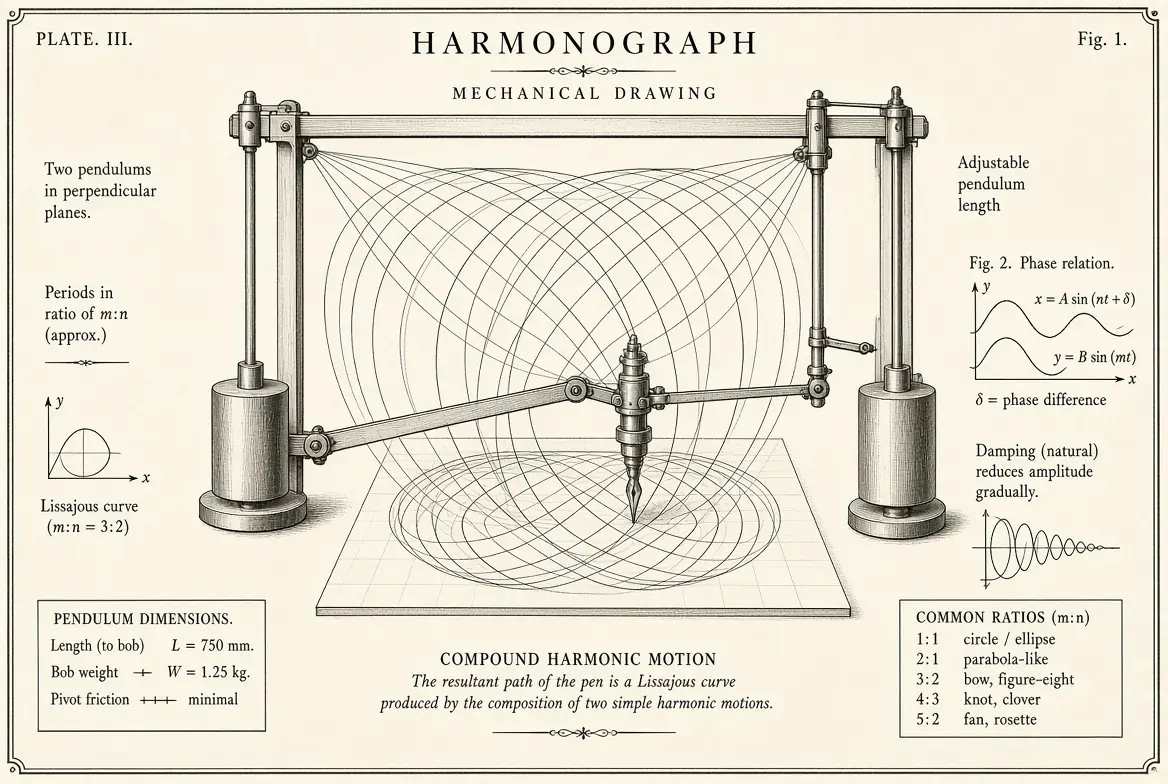 PLATE. III.
HARMONOGRAPH
Fig. 1.
MECHANICAL DRAWING
Two pendulums
in perpendicular
planes.
Adjustable
pendulum
length
Periods in
ratio of m:n
(approx.)
Fig. 2. Phase relation.
y
x = A sin (nt + δ)
y = B sin (mt)
x
δ = phase difference
y
x
Lissajous curve
(m:n = 3:2)
Damping (natural)
reduces amplitude
gradually.
PENDULUM DIMENSIONS.
Length (to bob) L = 750 mm.
Bob weight W = 1.25 kg.
Pivot friction minimal
COMPOUND HARMONIC MOTION
The resultant path of the pen is a Lissajous curve
produced by the composition of two simple harmonic motions.
COMMON RATIOS (m:n)
1:1 circle / ellipse
2:1 parabola-like
3:2 bow, figure-eight
4:3 knot, clover
5:2 fan, rosette